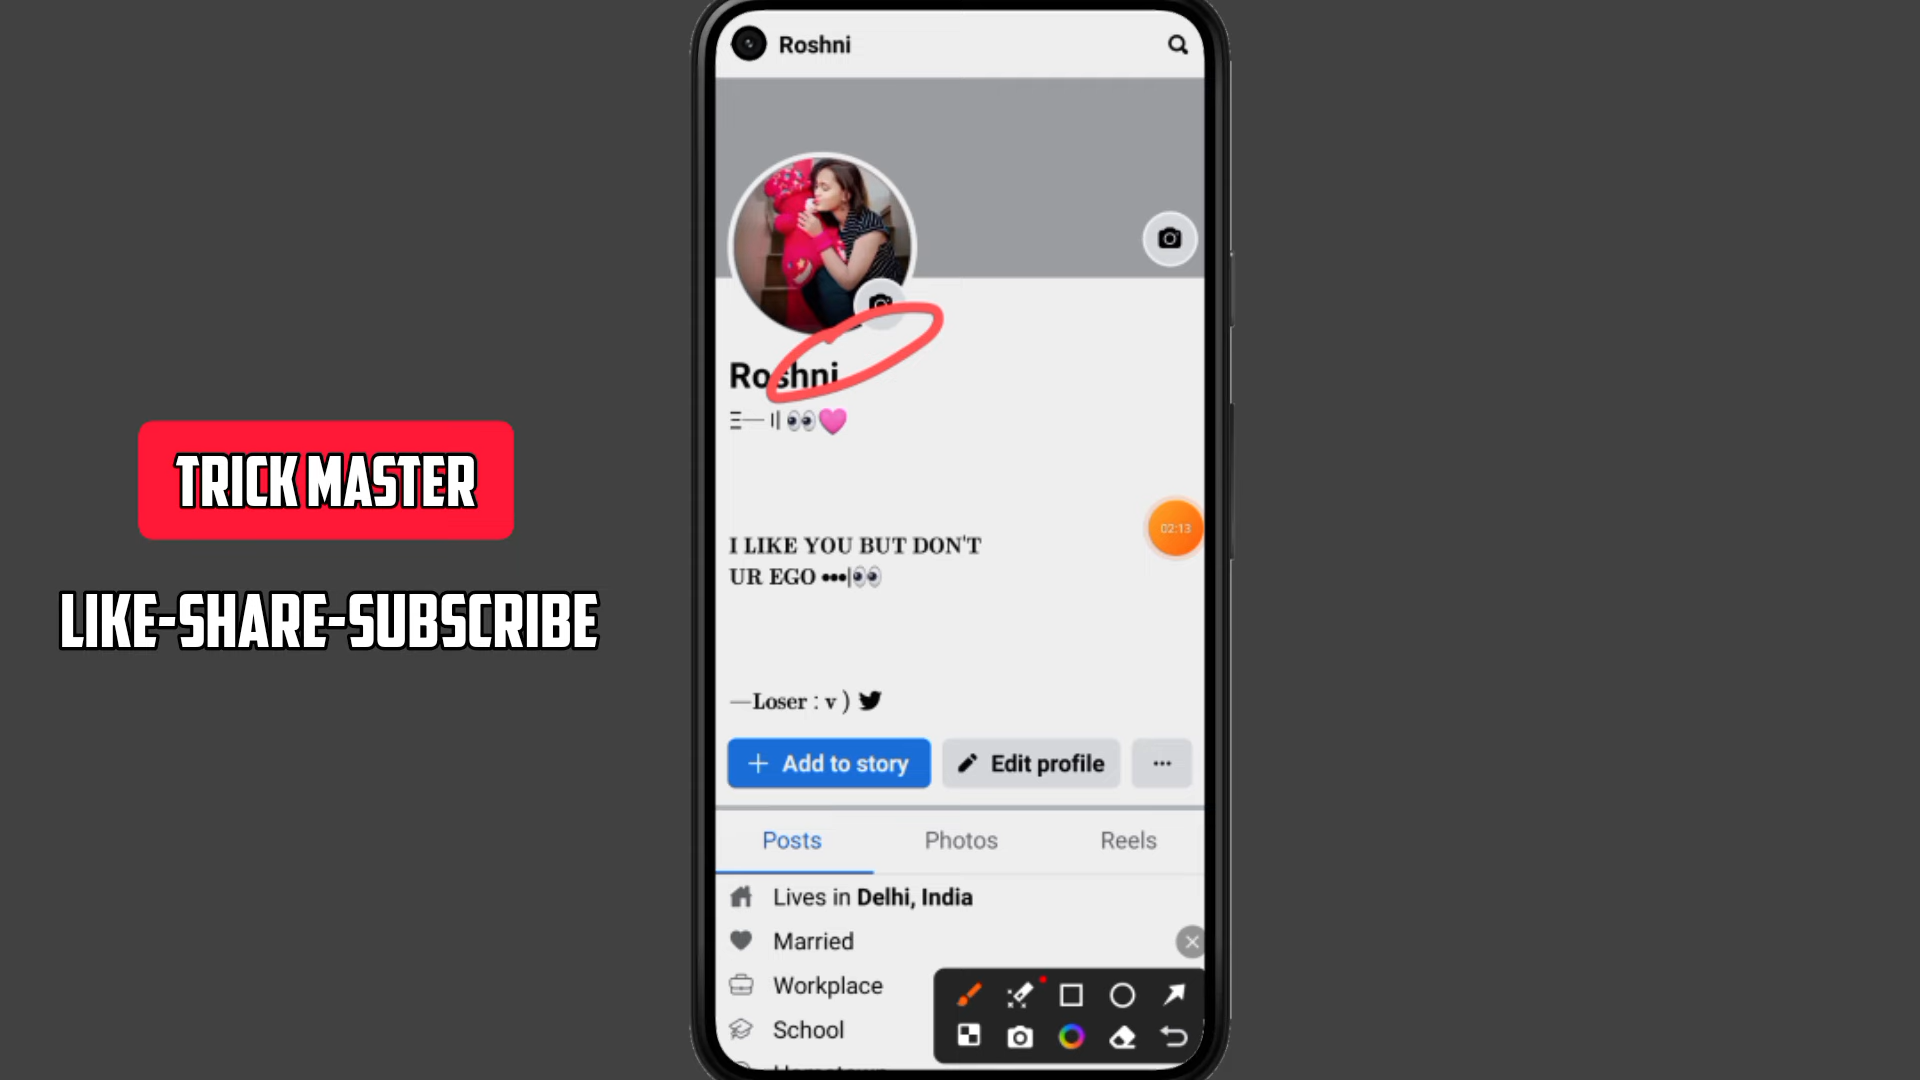 Roshni
Roshni
Ξ— ||👀🩷
I LIKE YOU BUT DON'T
UR EGO •••|👀
—Loser : v )
+ Add to story
Edit profile
...
Posts Photos Reels
Lives in Delhi, India
Married
Workplace
School
02:13
TRICK MASTER
LIKE-SHARE-SUBSCRIBE